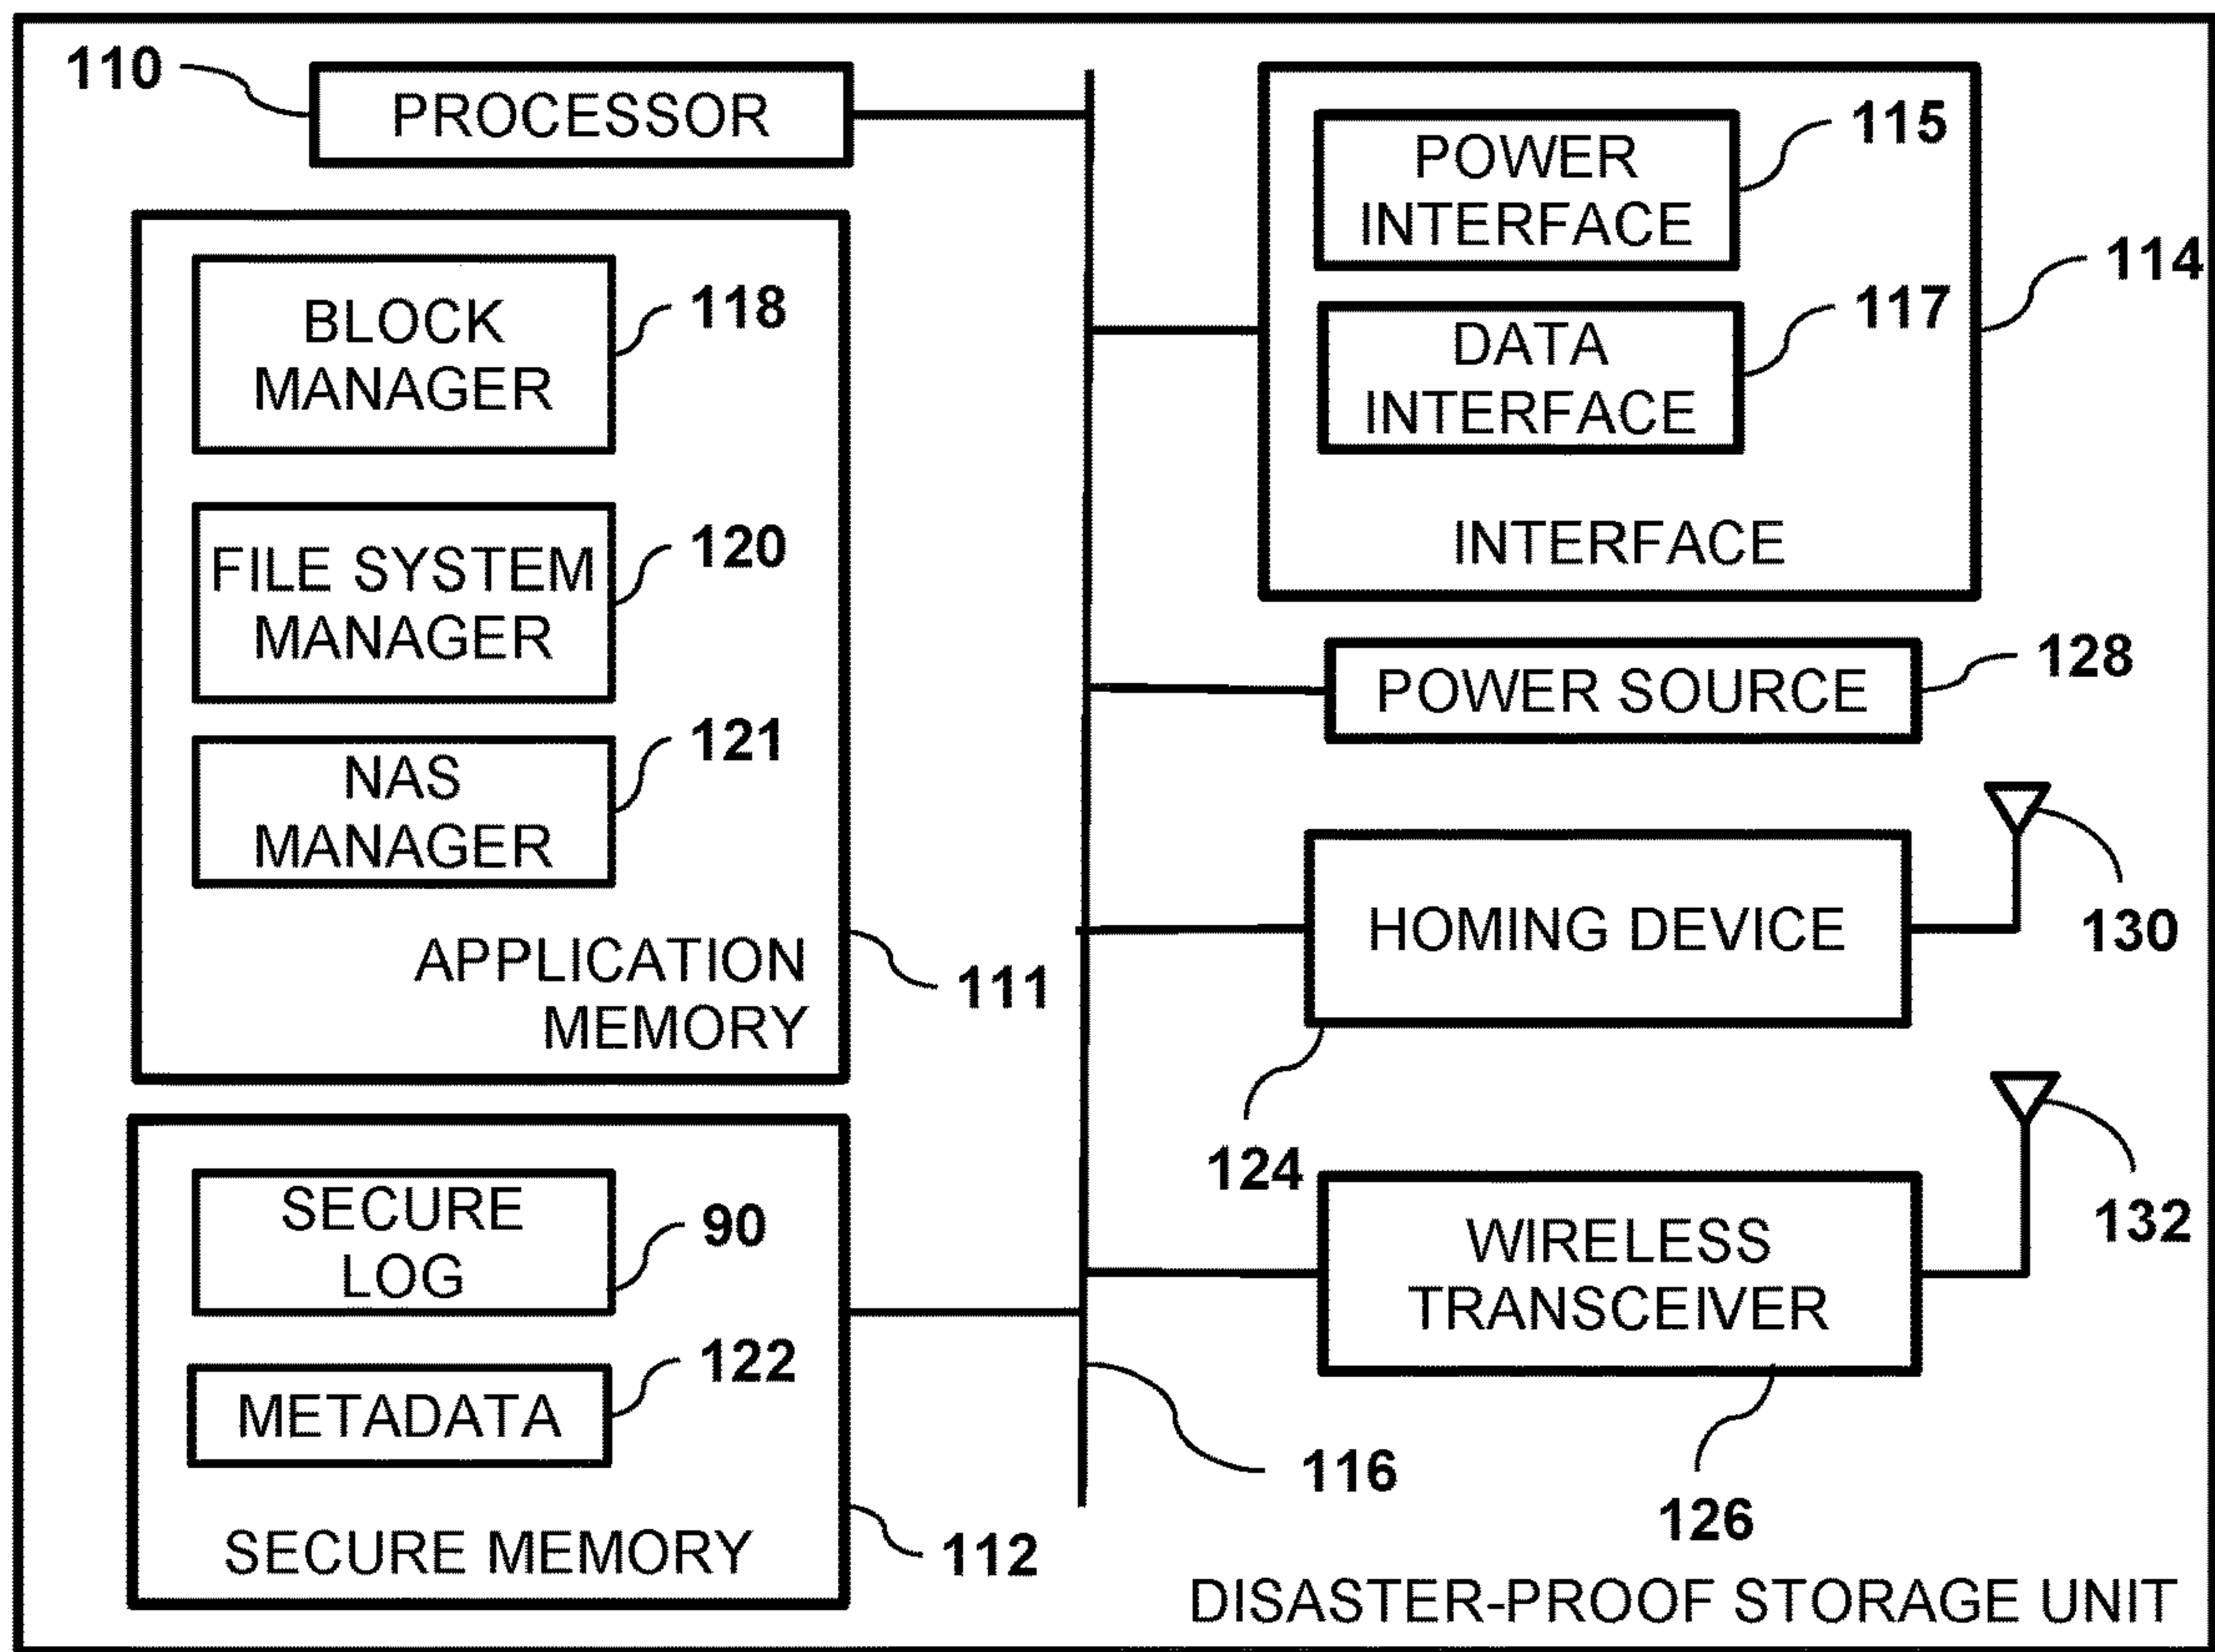 110
PROCESSOR
BLOCK
MANAGER
118
FILE SYSTEM
MANAGER
120
NAS
MANAGER
121
APPLICATION
MEMORY
111
SECURE
LOG
90
METADATA
122
SECURE MEMORY
112
POWER
INTERFACE
115
DATA
INTERFACE
117
INTERFACE
114
POWER SOURCE
128
HOMING DEVICE
130
124
WIRELESS
TRANSCEIVER
132
126
116
DISASTER-PROOF STORAGE UNIT